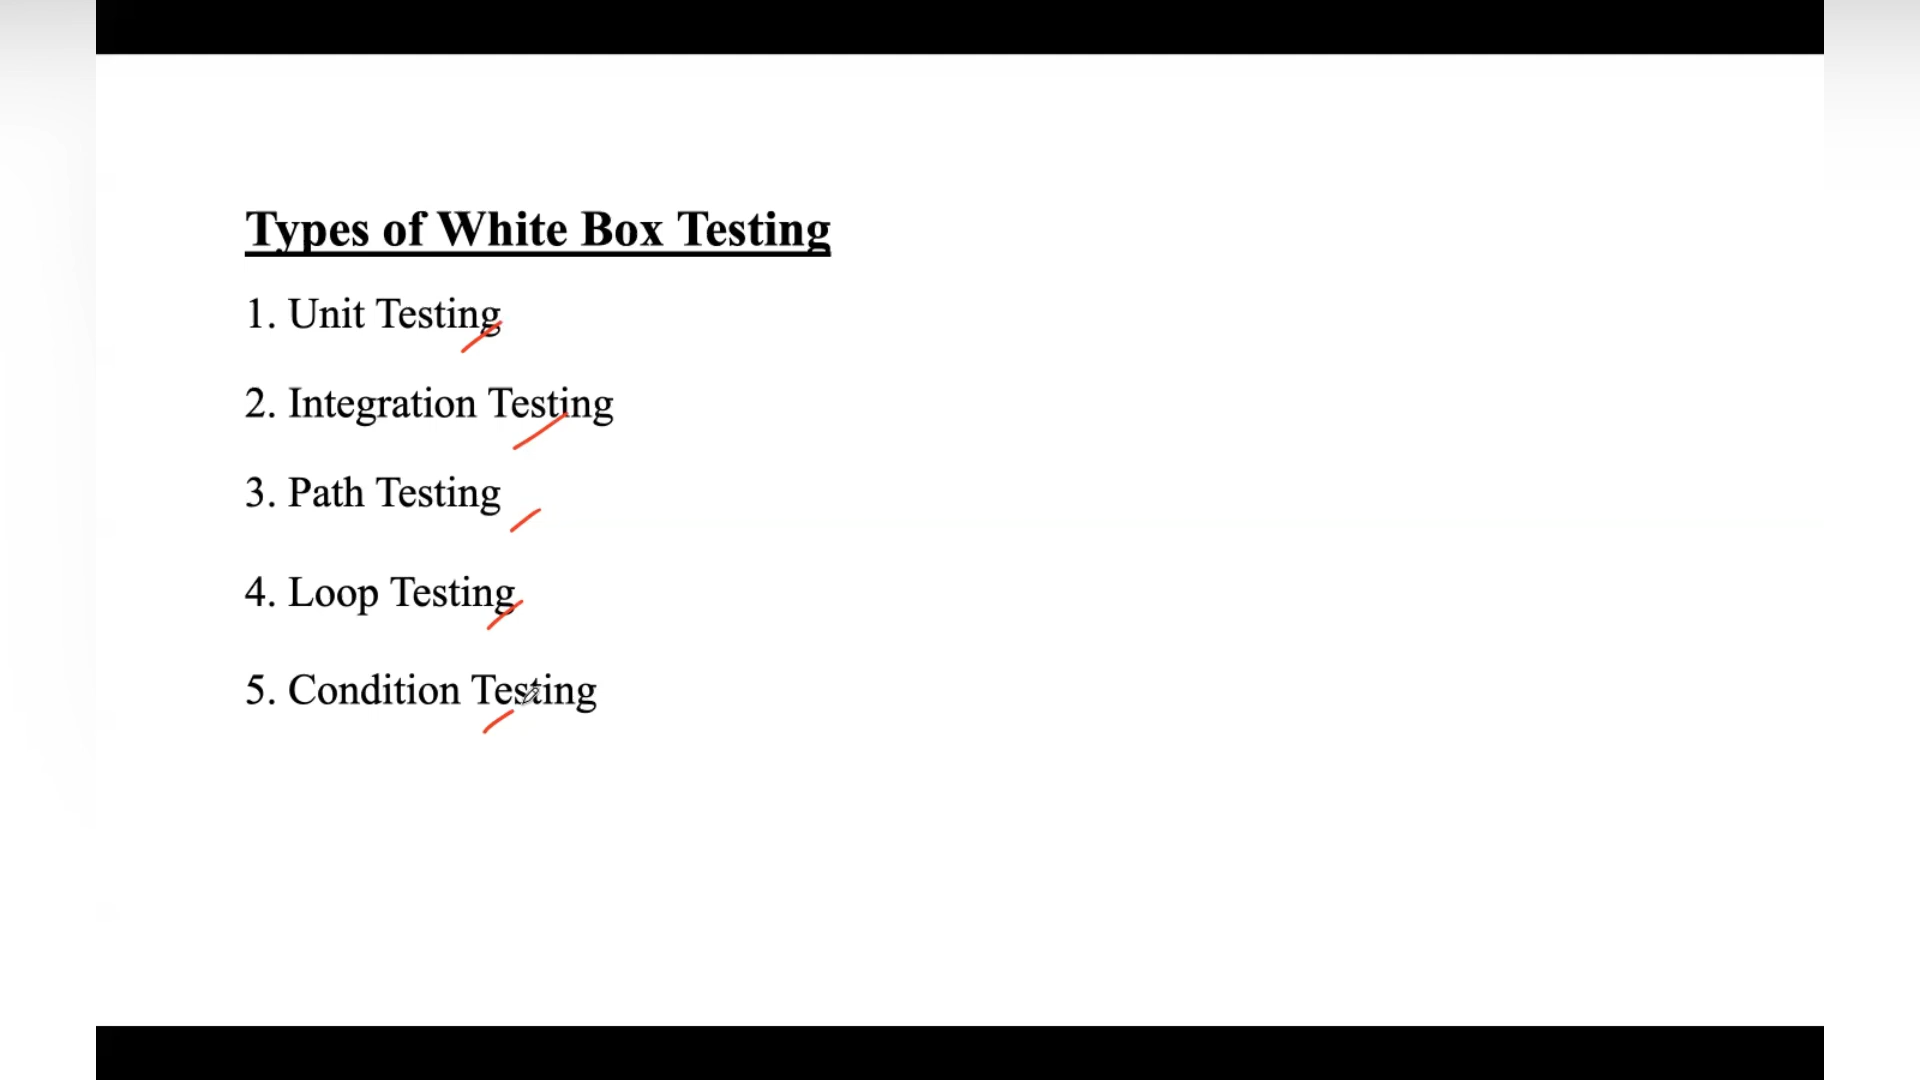 Types of White Box Testing
1. Unit Testing
2. Integration Testing
3. Path Testing
4. Loop Testing
5. Condition Testing